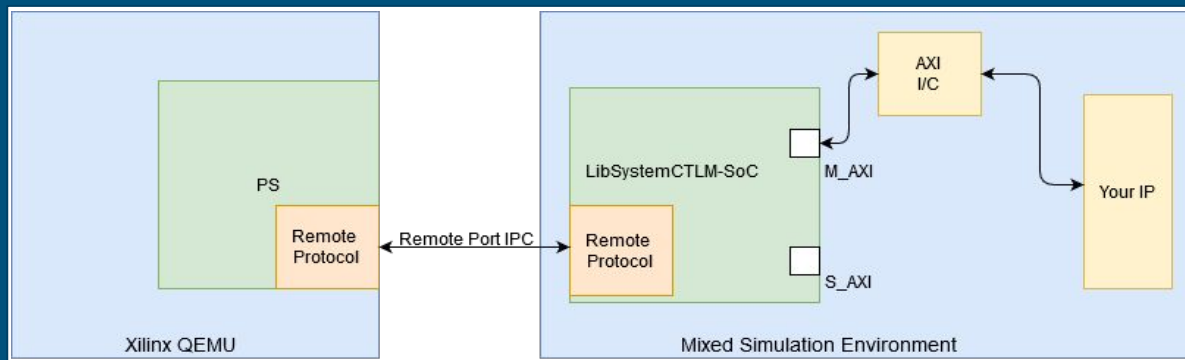 PS
Remote
Protocol
Xilinx QEMU
Remote Port IPC
LibSystemCTLM-SoC
Remote
Protocol
M_AXI
S_AXI
AXI
I/C
Your IP
Mixed Simulation Environment